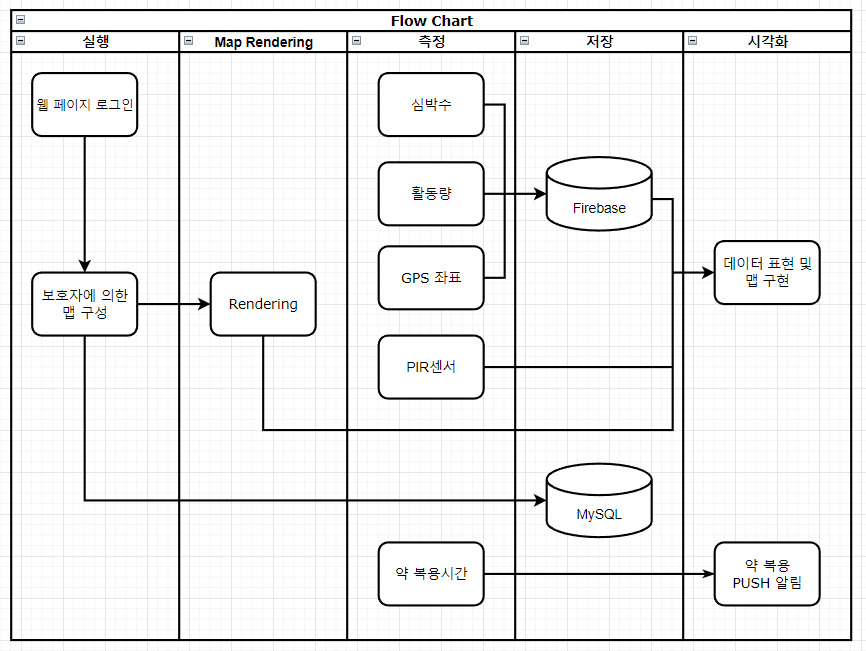 Flow Chart
실행
Map Rendering
측정
저장
시각화
웹 페이지 로그인
심박수
활동량
Firebase
GPS 좌표
데이터 표현 및
맵 구현
보호자에 의한
맵 구성
Rendering
PIR센서
MySQL
약 복용시간
약 복용
PUSH 알림